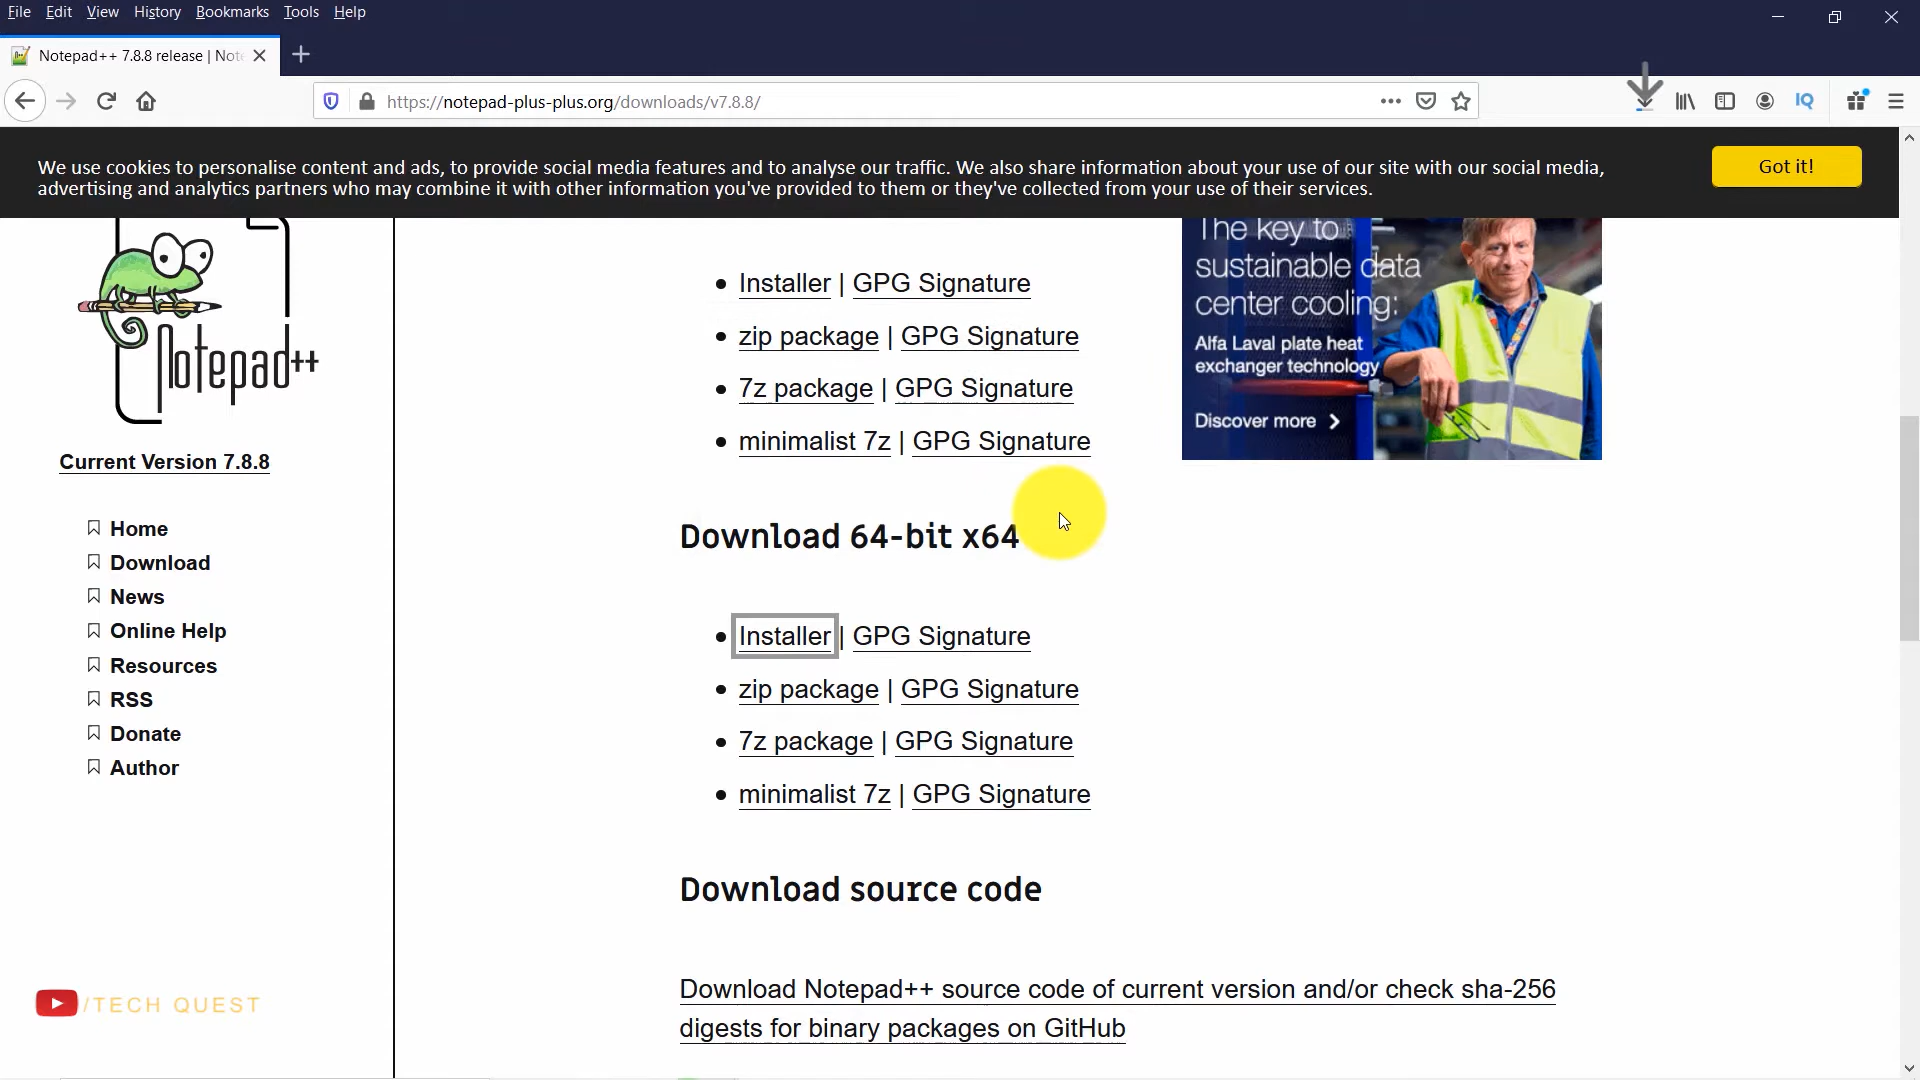 File Edit View History Bookmarks Tools Help
Notepad++ 7.8.8 release | Not
https://notepad-plus-plus.org/downloads/v7.8.8/
IQ
We use cookies to personalise content and ads, to provide social media features and to analyse our traffic. We also share information about your use of our site with our social media,
advertising and analytics partners who may combine it with other information you've provided to them or they've collected from your use of their services.
Got it!
Notepad++
Current Version 7.8.8
Home
Download
News
Online Help
Resources
RSS
Donate
Author
/TECH QUEST
Installer | GPG Signature
zip package | GPG Signature
7z package | GPG Signature
minimalist 7z | GPG Signature
Download 64-bit x64
Installer | GPG Signature
zip package | GPG Signature
7z package | GPG Signature
minimalist 7z | GPG Signature
Download source code
Download Notepad++ source code of current version and/or check sha-256
digests for binary packages on GitHub
The key to
sustainable data
center cooling:
Alfa Laval plate heat
exchanger technology
Discover more